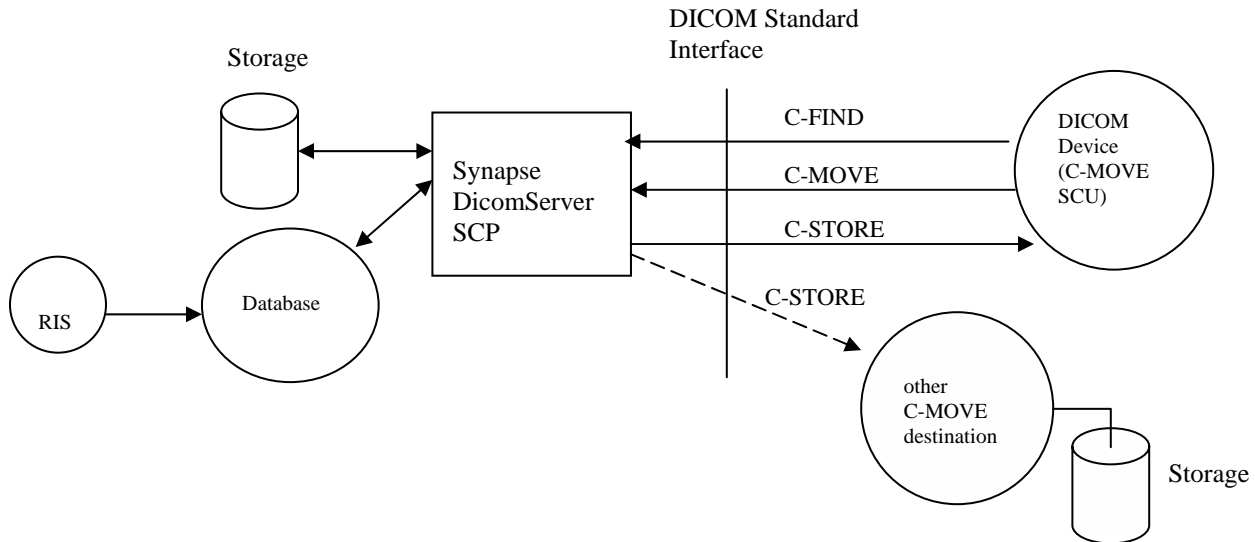 DICOM Standard
Interface
Storage
C-FIND
C-MOVE
C-STORE
C-STORE
Synapse
DicomServer
SCP
DICOM
Device
(C-MOVE
SCU)
RIS
Database
other
C-MOVE
destination
Storage